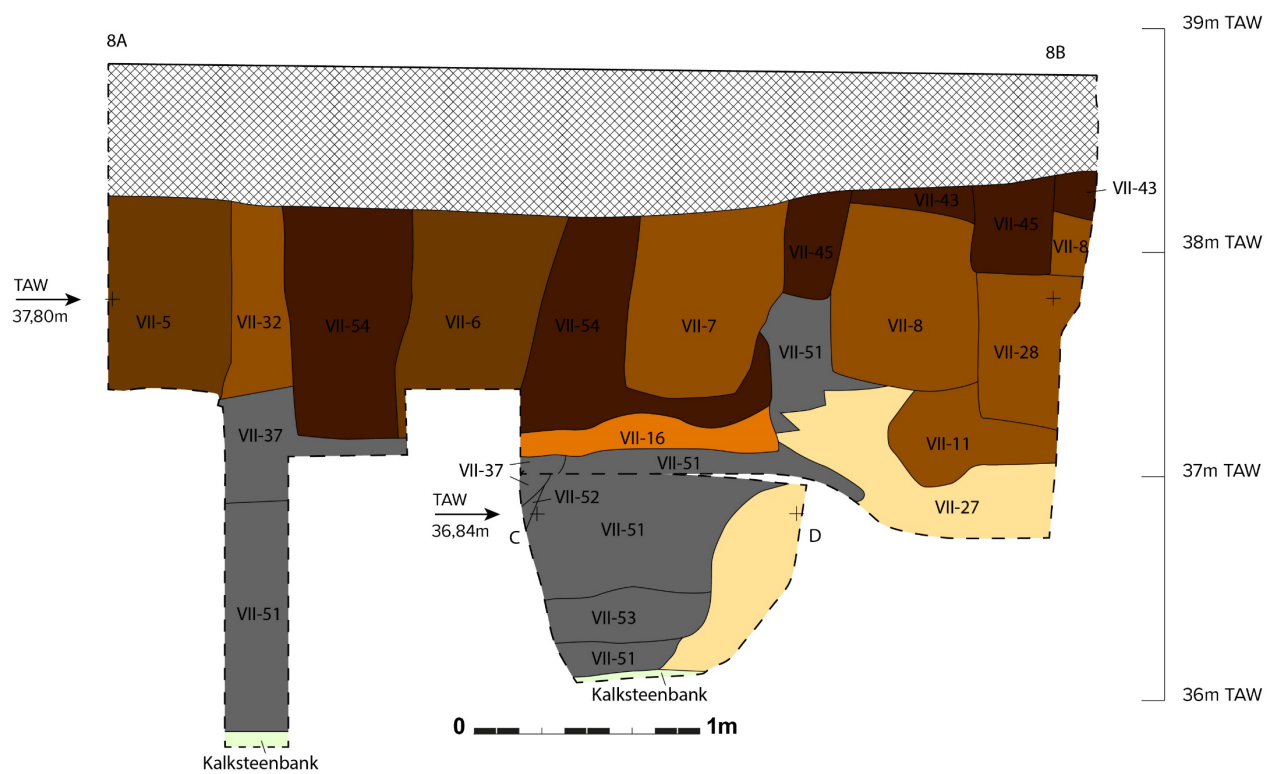 39m TAW
8A
8B
VII-43
VII-43
VII-45
38m TAW
VII-45
VII-8
TAW
37,80m
VII-5
VII-32
VII-54
VII-6
VII-54
VII-7
VII-8
VII-51
VII-28
VII-37
VII-16
VII-11
VII-51
VII-37
37m TAW
TAW
36,84m
VII-52
VII-27
C
VII-51
D
VII-51
VII-53
VII-51
Kalksteenbank
36m TAW
0
1m
Kalksteenbank